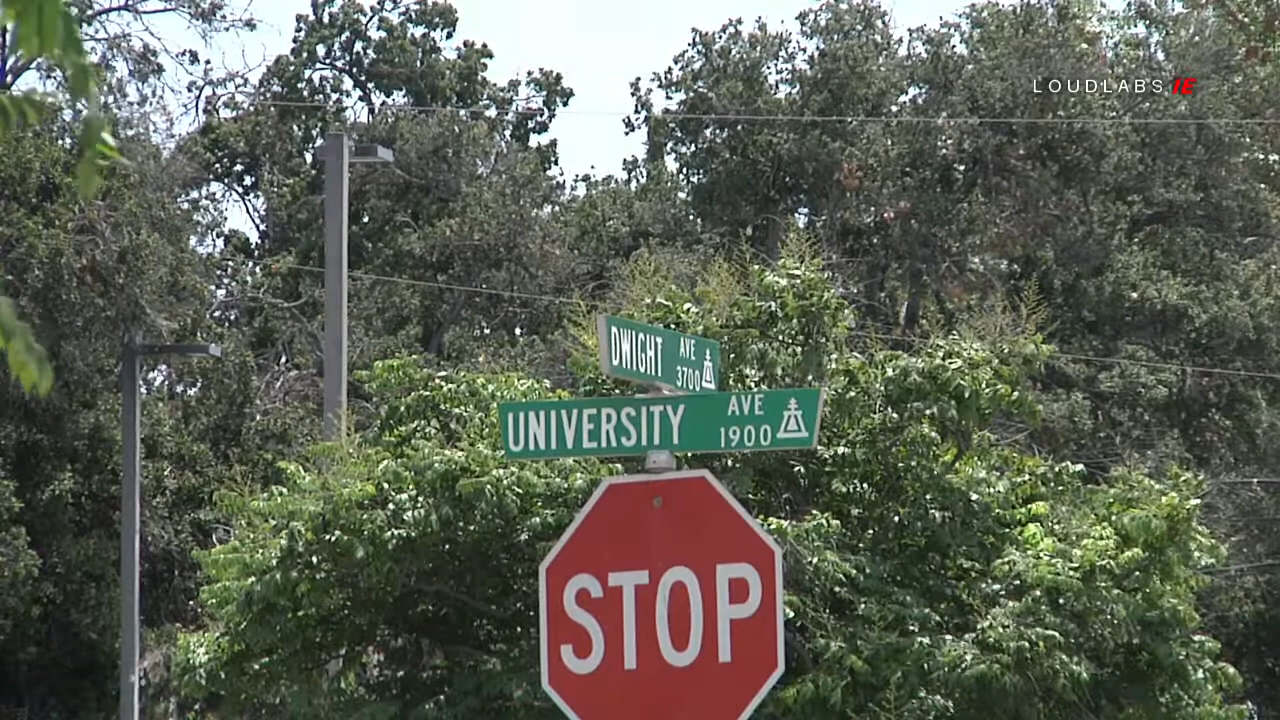 LOUDLABS.IE
DWIGHT AVE
3700
UNIVERSITY AVE
1900
STOP